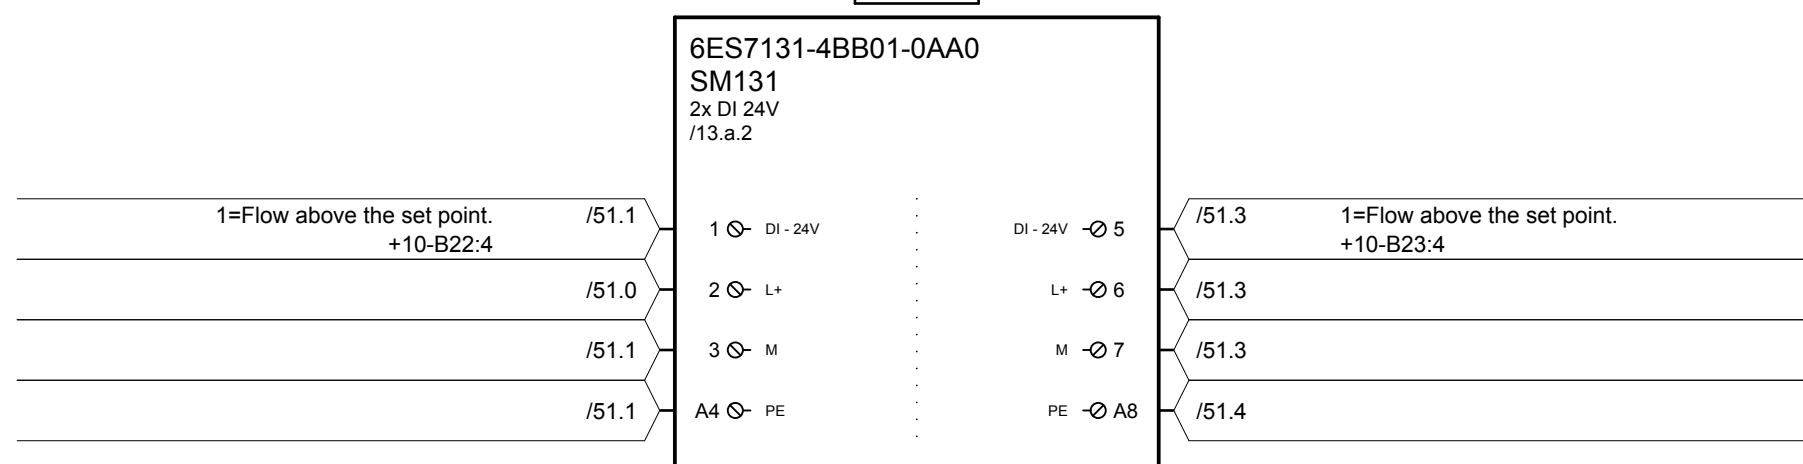 6ES7131-4BB01-0AA0
SM131
2x DI 24V
/13.a.2
1=Flow above the set point. /51.1 1 DI - 24V DI - 24V 5 /51.3 1=Flow above the set point.
+10-B22:4 +10-B23:4
/51.0 2 L+ L+ 6 /51.3
/51.1 3 M M 7 /51.3
/51.1 A4 PE PE A8 /51.4